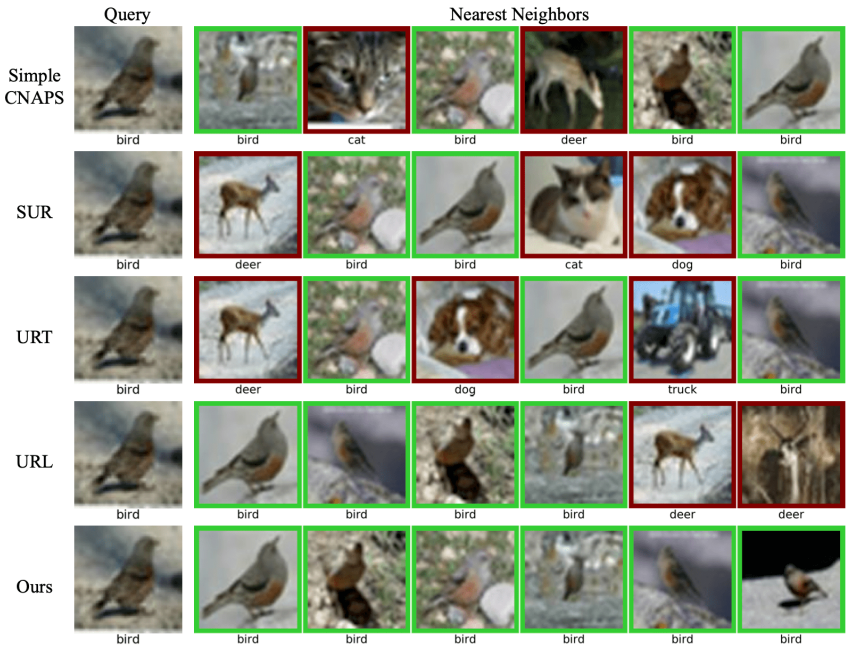 Query Nearest Neighbors
Simple
CNAPS
bird bird cat bird deer bird bird
SUR
bird deer bird bird cat dog bird
URT
bird deer bird dog bird truck bird
URL
bird bird bird bird bird deer deer
Ours
bird bird bird bird bird bird bird